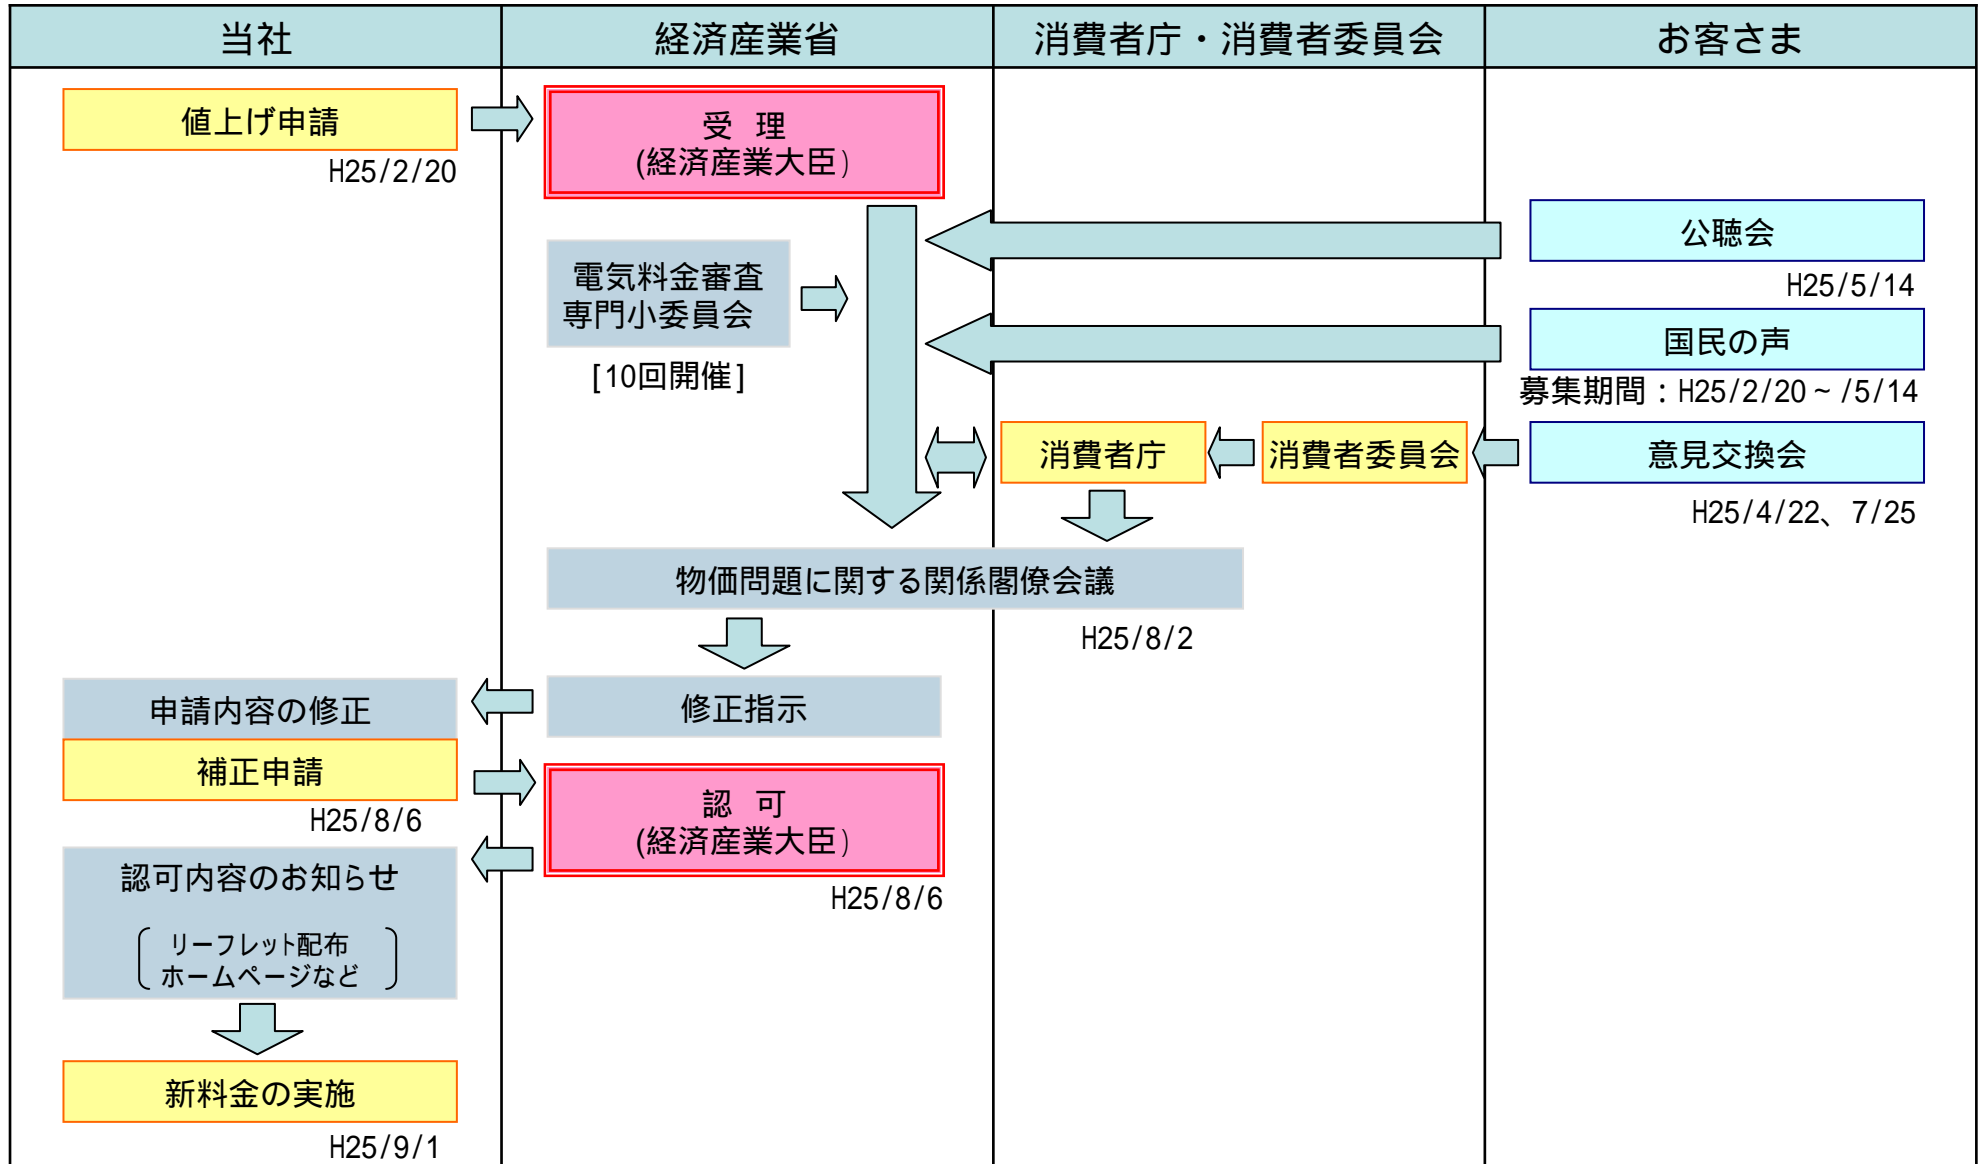 当社
経済産業省
消費者庁・消費者委員会
お客さま
値上げ申請
H25/2/20
受 理
(経済産業大臣)
公聴会
H25/5/14
電気料金審査
専門小委員会
[10回開催]
国民の声
募集期間：H25/2/20～/5/14
消費者庁
消費者委員会
意見交換会
H25/4/22、7/25
物価問題に関する関係閣僚会議
H25/8/2
申請内容の修正
修正指示
補正申請
H25/8/6
認 可
(経済産業大臣)
H25/8/6
認可内容のお知らせ
リーフレット配布
ホームページなど
新料金の実施
H25/9/1